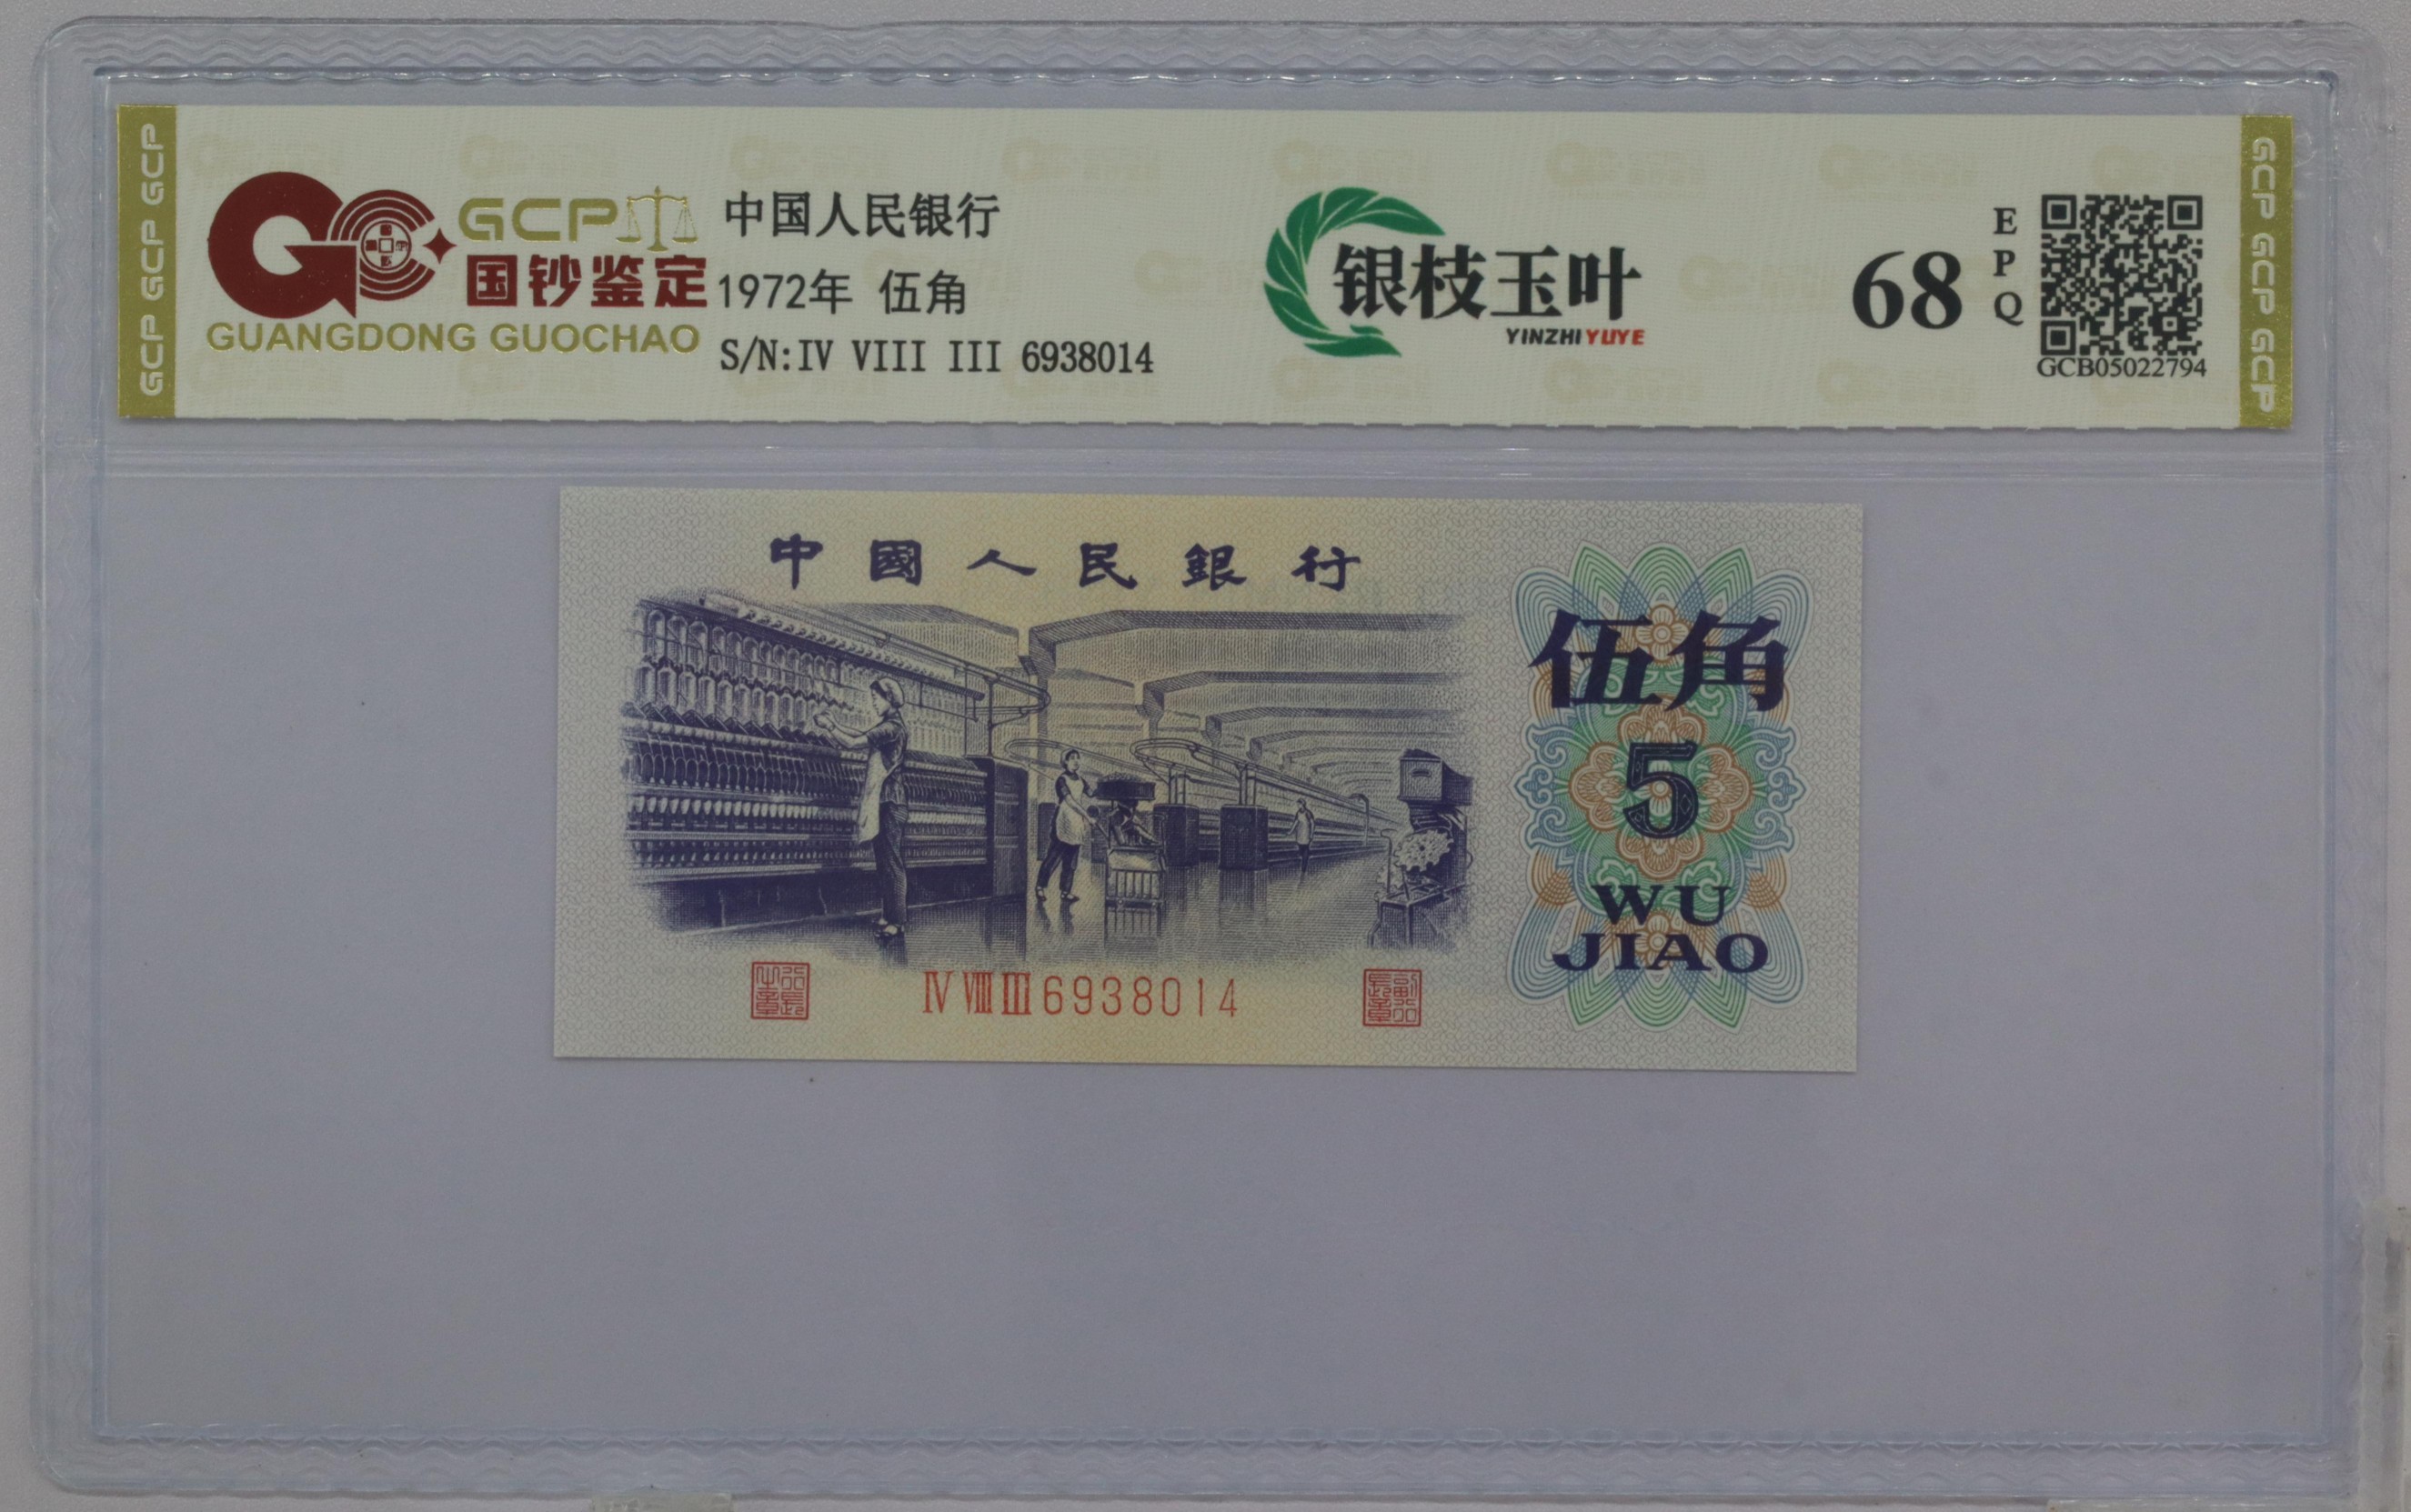 GCP GCP GCP
GCP
国钞鉴定
GUANGDONG GUOCHAO
中国人民银行
1972年 伍角
S/N:IV VIII III 6938014
银枝玉叶
YINZHI YUYE
68
EPQ
GCB05022794
GCP GCP GCP
中國人民銀行
伍角
5
WU
JIAO
IV VIII III 6938014